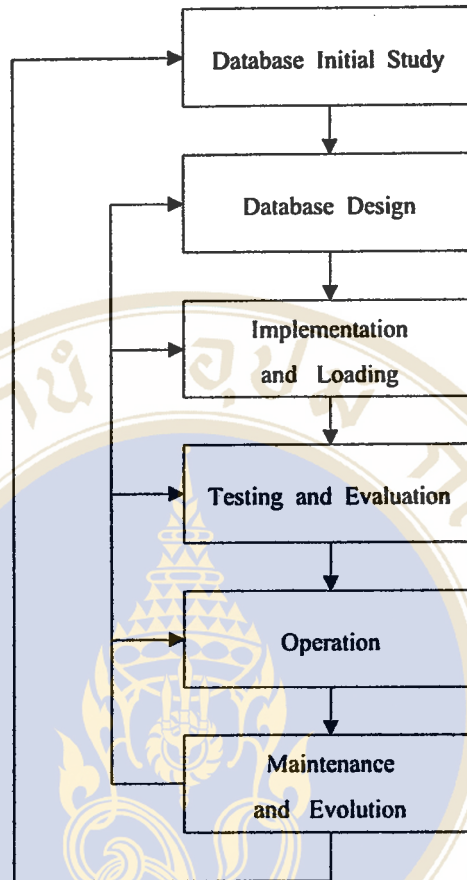 Database Initial Study
Database Design
Implementation
and Loading
Testing and Evaluation
Operation
Maintenance
and Evolution